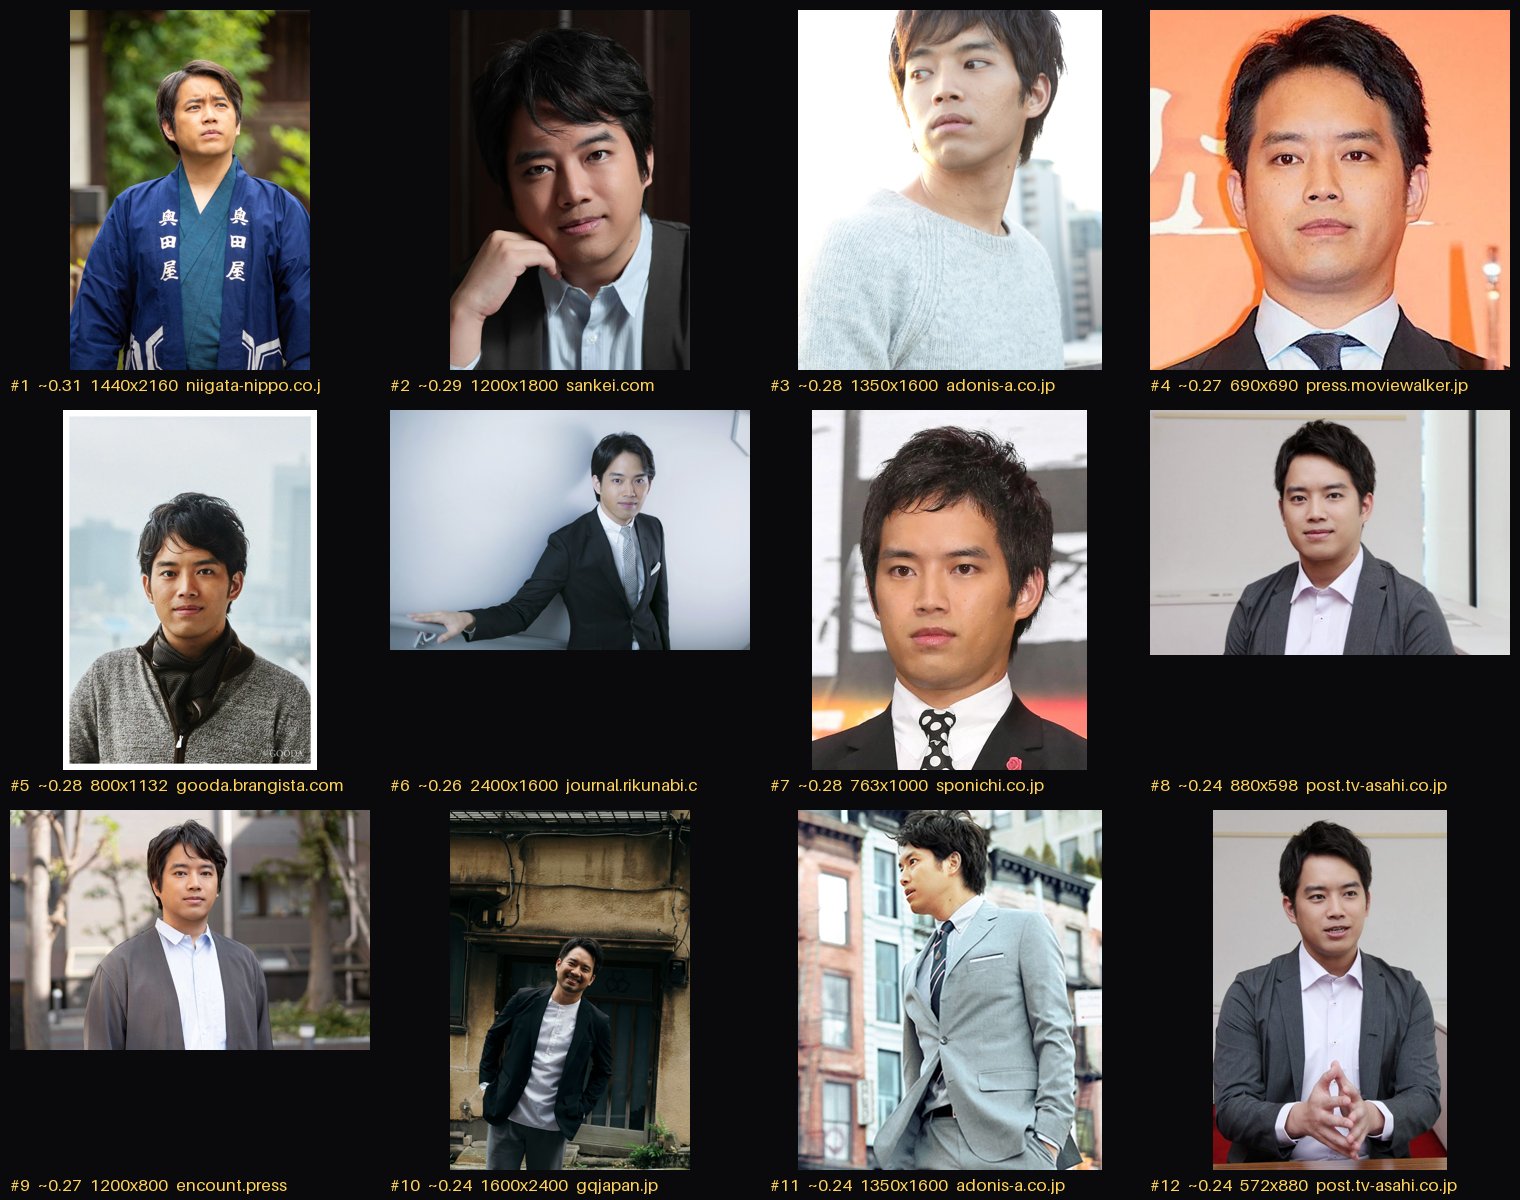 奥田屋
奥田屋
#1 ~0.31 1440x2160 niigata-nippo.co.j
#2 ~0.29 1200x1800 sankei.com
#3 ~0.28 1350x1600 adonis-a.co.jp
#4 ~0.27 690x690 press.moviewalker.jp
©GOODA
#5 ~0.28 800x1132 gooda.brangista.com
#6 ~0.26 2400x1600 journal.rikunabi.c
#7 ~0.28 763x1000 sponichi.co.jp
#8 ~0.24 880x598 post.tv-asahi.co.jp
#9 ~0.27 1200x800 encount.press
#10 ~0.24 1600x2400 gqjapan.jp
#11 ~0.24 1350x1600 adonis-a.co.jp
#12 ~0.24 572x880 post.tv-asahi.co.jp